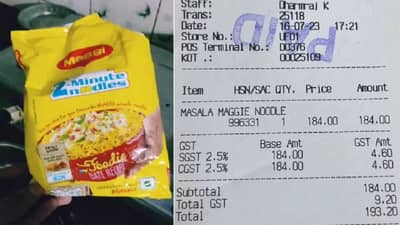 Maggi
2-Minute
noodles
Foodie
DATE RECIPE
Staff: Dharmraj K
Trans: 25118
Date: 16-07-23 17:21
Store No.: UF01
POS Terminal No.: 00376
KOT .: 00025109
PAID
Item HSN/SAC QTY. Price Amount
MASALA MAGGIE NOODLE
996331 1 184.00 184.00
GST Base Amt GST Amt
SGST 2.5% 184.00 4.60
CGST 2.5% 184.00 4.60
Subtotal 184.00
Total GST 9.20
Total 193.20